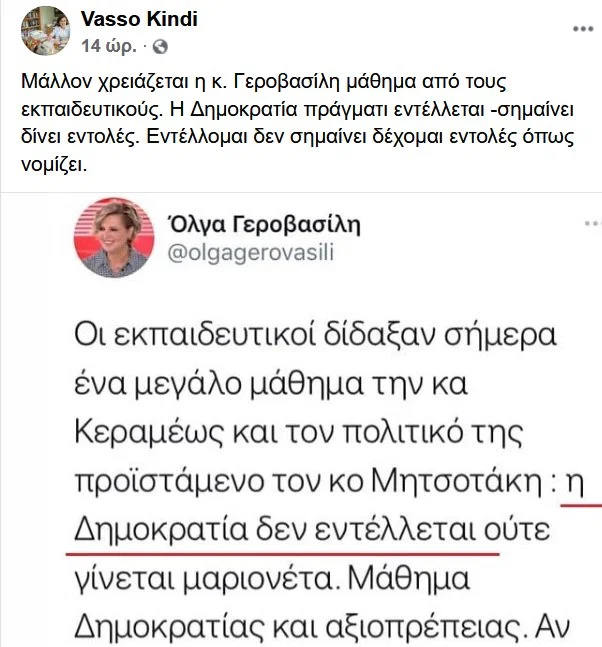 Vasso Kindi
14 ώρ. ·
Μάλλον χρειάζεται η κ. Γεροβασίλη μάθημα από τους
εκπαιδευτικούς. Η Δημοκρατία πράγματι εντέλλεται -σημαίνει
δίνει εντολές. Εντέλλομαι δεν σημαίνει δέχομαι εντολές όπως
νομίζει.
Όλγα Γεροβασίλη
@olgagerovasili
Οι εκπαιδευτικοί δίδαξαν σήμερα
ένα μεγάλο μάθημα την κα
Κεραμέως και τον πολιτικό της
προϊστάμενο τον κο Μητσοτάκη : η
Δημοκρατία δεν εντέλλεται ούτε
γίνεται μαριονέτα. Μάθημα
Δημοκρατίας και αξιοπρέπειας. Αν